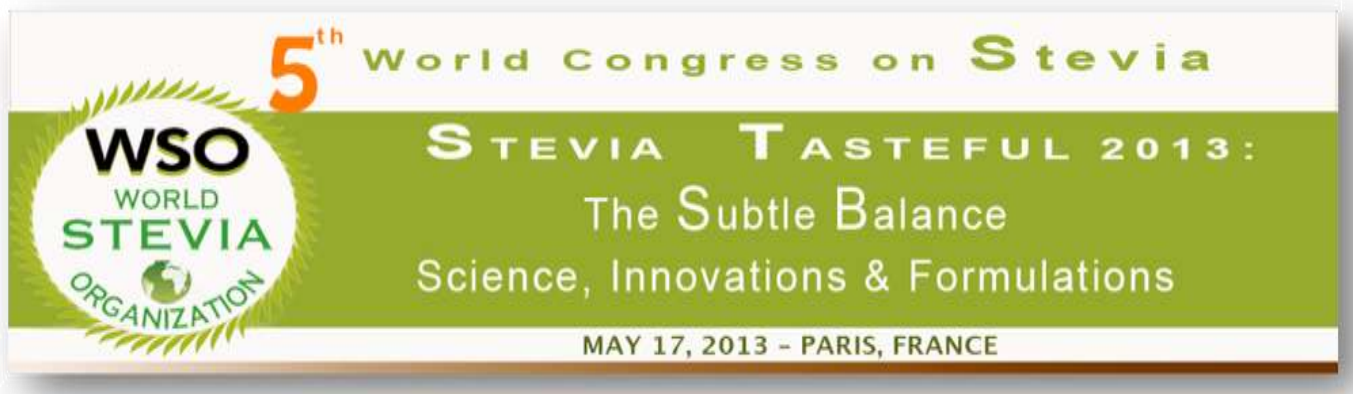 5th World Congress on Stevia
WSO
WORLD
STEVIA
ORGANIZATION
STEVIA TASTEFUL 2013:
The Subtle Balance
Science, Innovations & Formulations
MAY 17, 2013 – PARIS, FRANCE